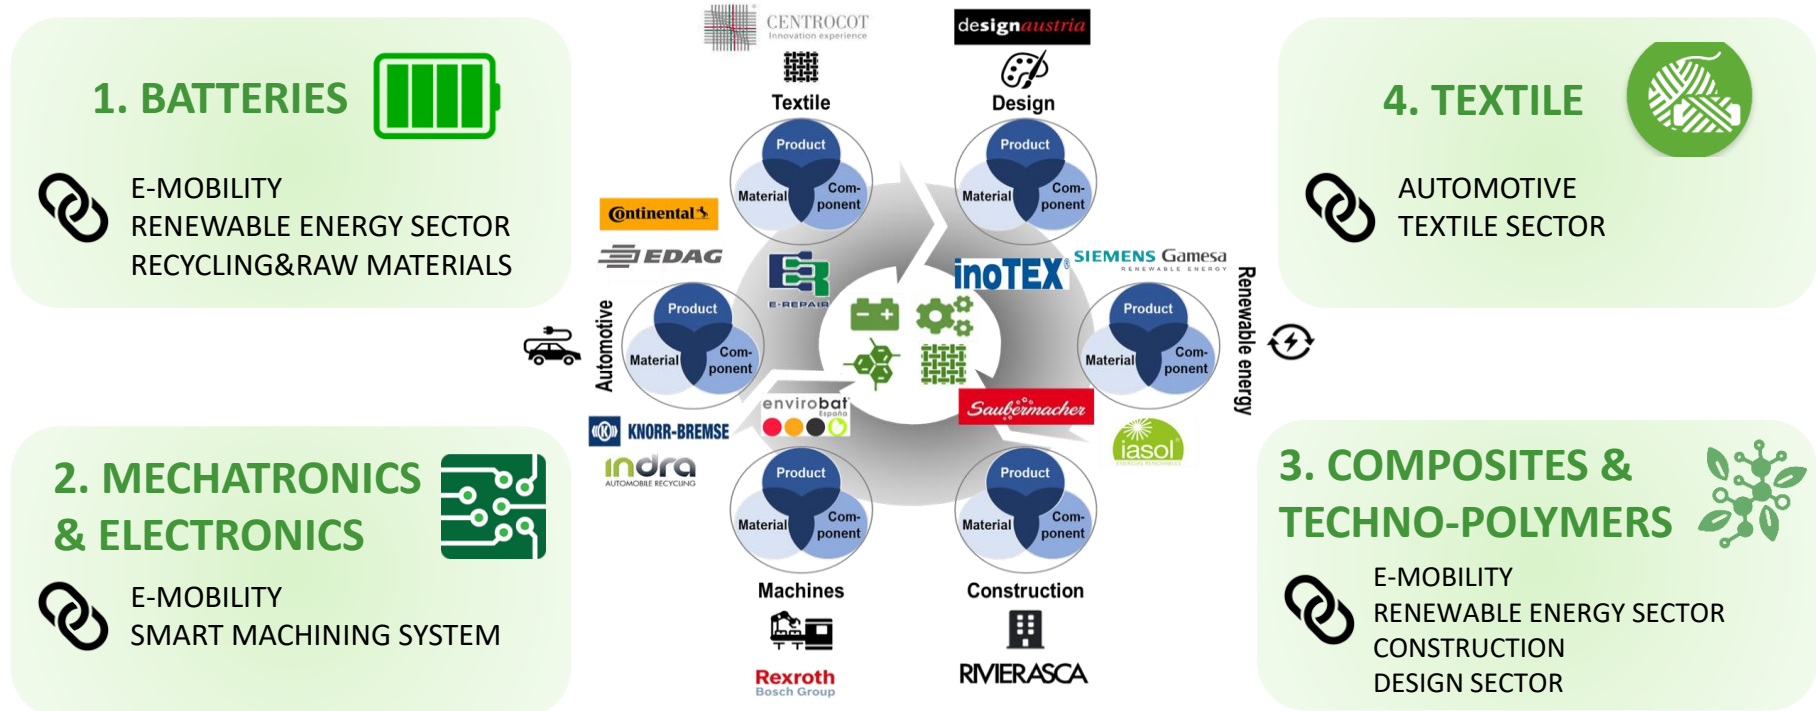 1. BATTERIES
E-MOBILITY
RENEWABLE ENERGY SECTOR
RECYCLING&RAW MATERIALS
2. MECHATRONICS
& ELECTRONICS
E-MOBILITY
SMART MACHINING SYSTEM
CENTROCOT
Innovation experience
Textile
Product
Material
Com-
ponent
designaustria
Design
Product
Material
Com-
ponent
Continental
EDAG
E-REPAIR
inoTEX®
SIEMENS Gamesa
RENEWABLE ENERGY
Automotive
Product
Material
Com-
ponent
Product
Material
Com-
ponent
Renewable energy
KNORR-BREMSE
indra
AUTOMOBILE RECYCLING
envirobat
España
Saubermacher
iasol
ENERGÍAS RENOVABLES
Product
Material
Com-
ponent
Machines
Rexroth
Bosch Group
Product
Material
Com-
ponent
Construction
RIVIERASCA
4. TEXTILE
AUTOMOTIVE
TEXTILE SECTOR
3. COMPOSITES &
TECHNO-POLYMERS
E-MOBILITY
RENEWABLE ENERGY SECTOR
CONSTRUCTION
DESIGN SECTOR